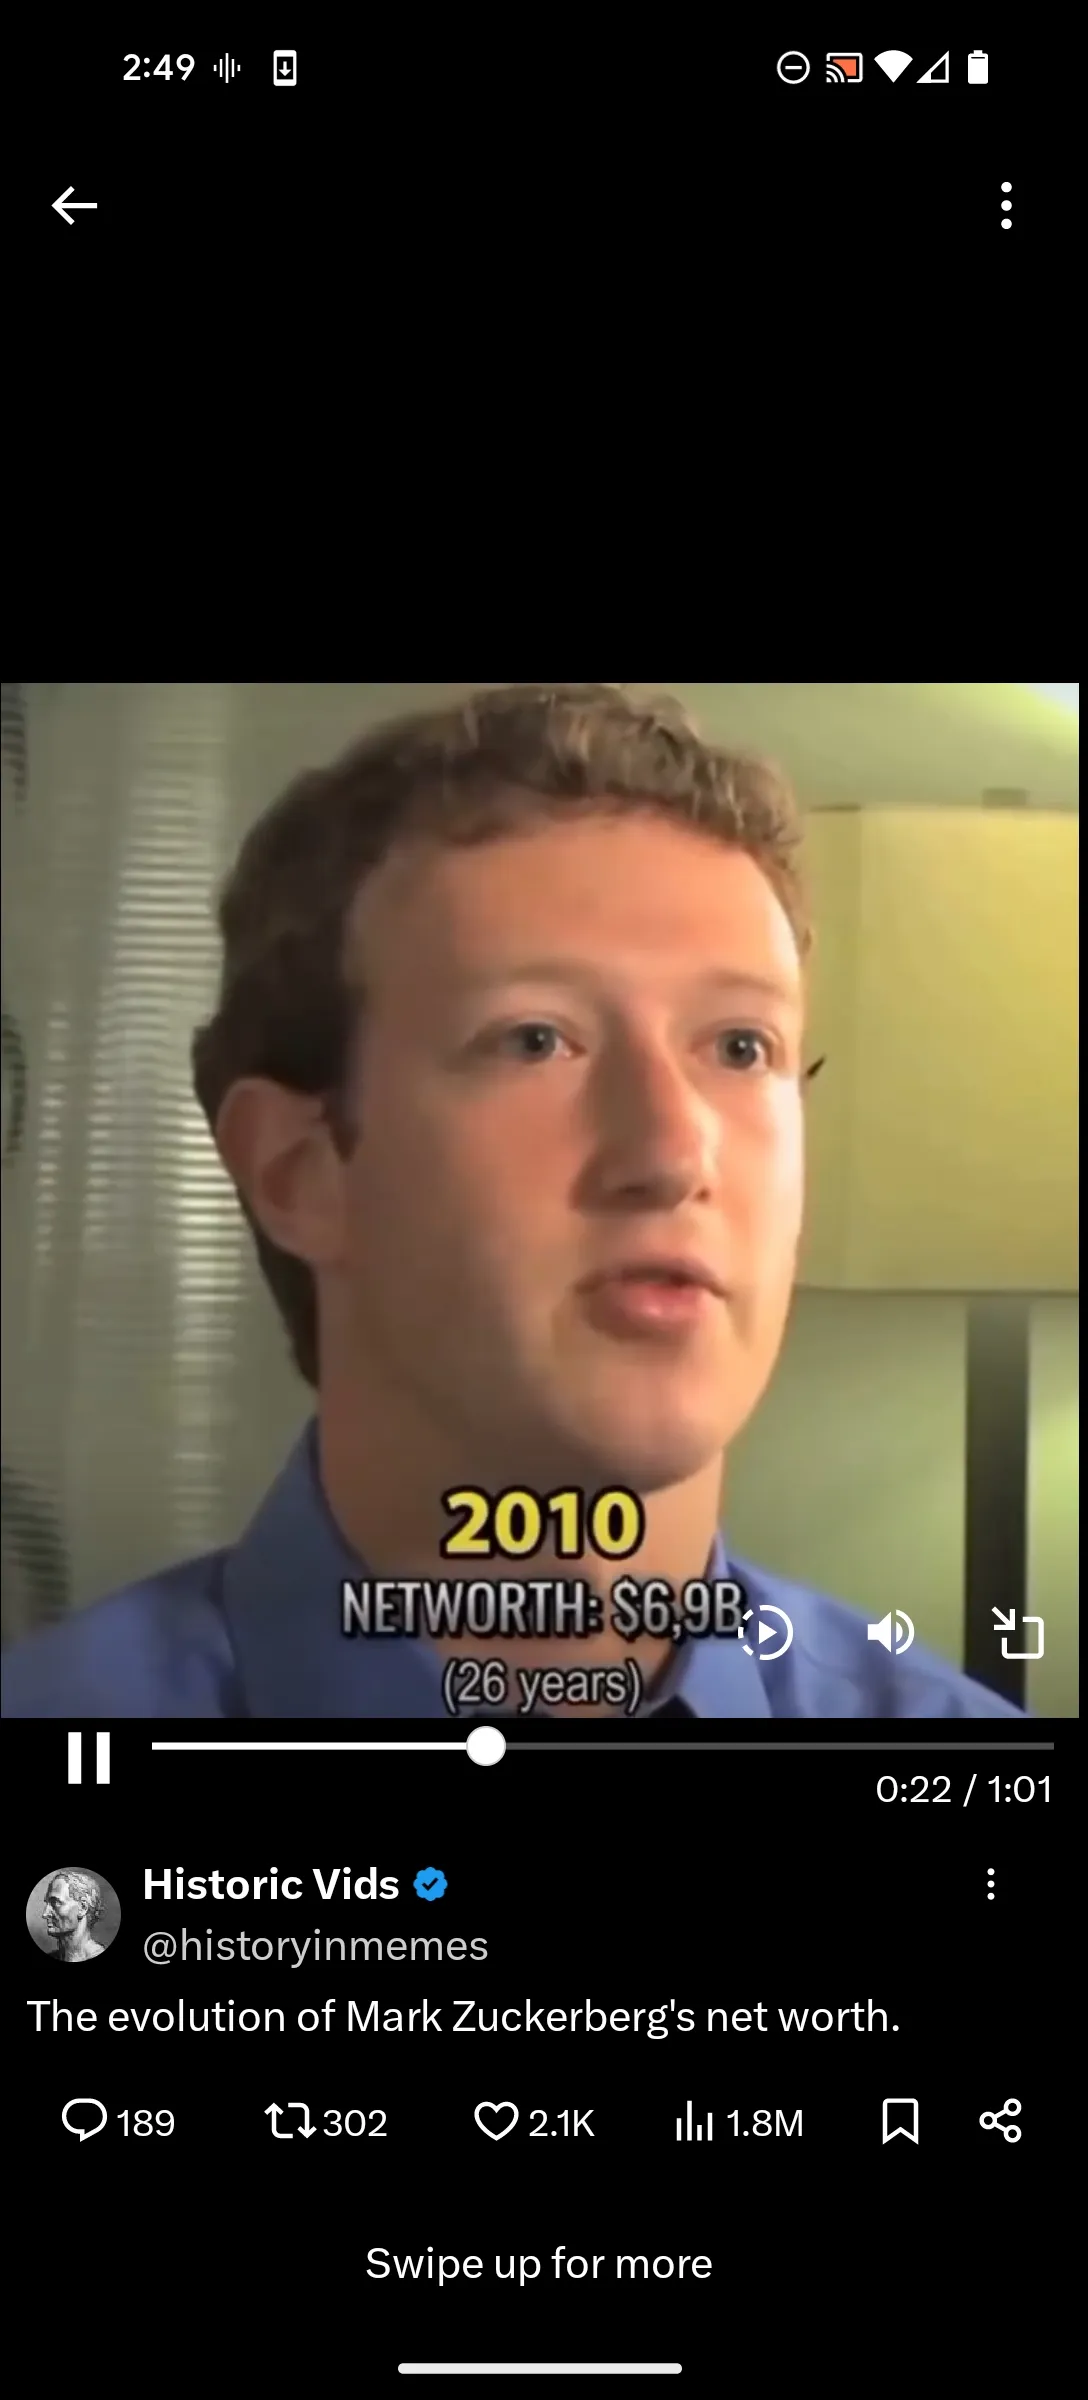 2:49
2010
NETWORTH: $6,9B
(26 years)
0:22 / 1:01
Historic Vids
@historyinmemes
The evolution of Mark Zuckerberg's net worth.
189 302 2.1K 1.8M
Swipe up for more